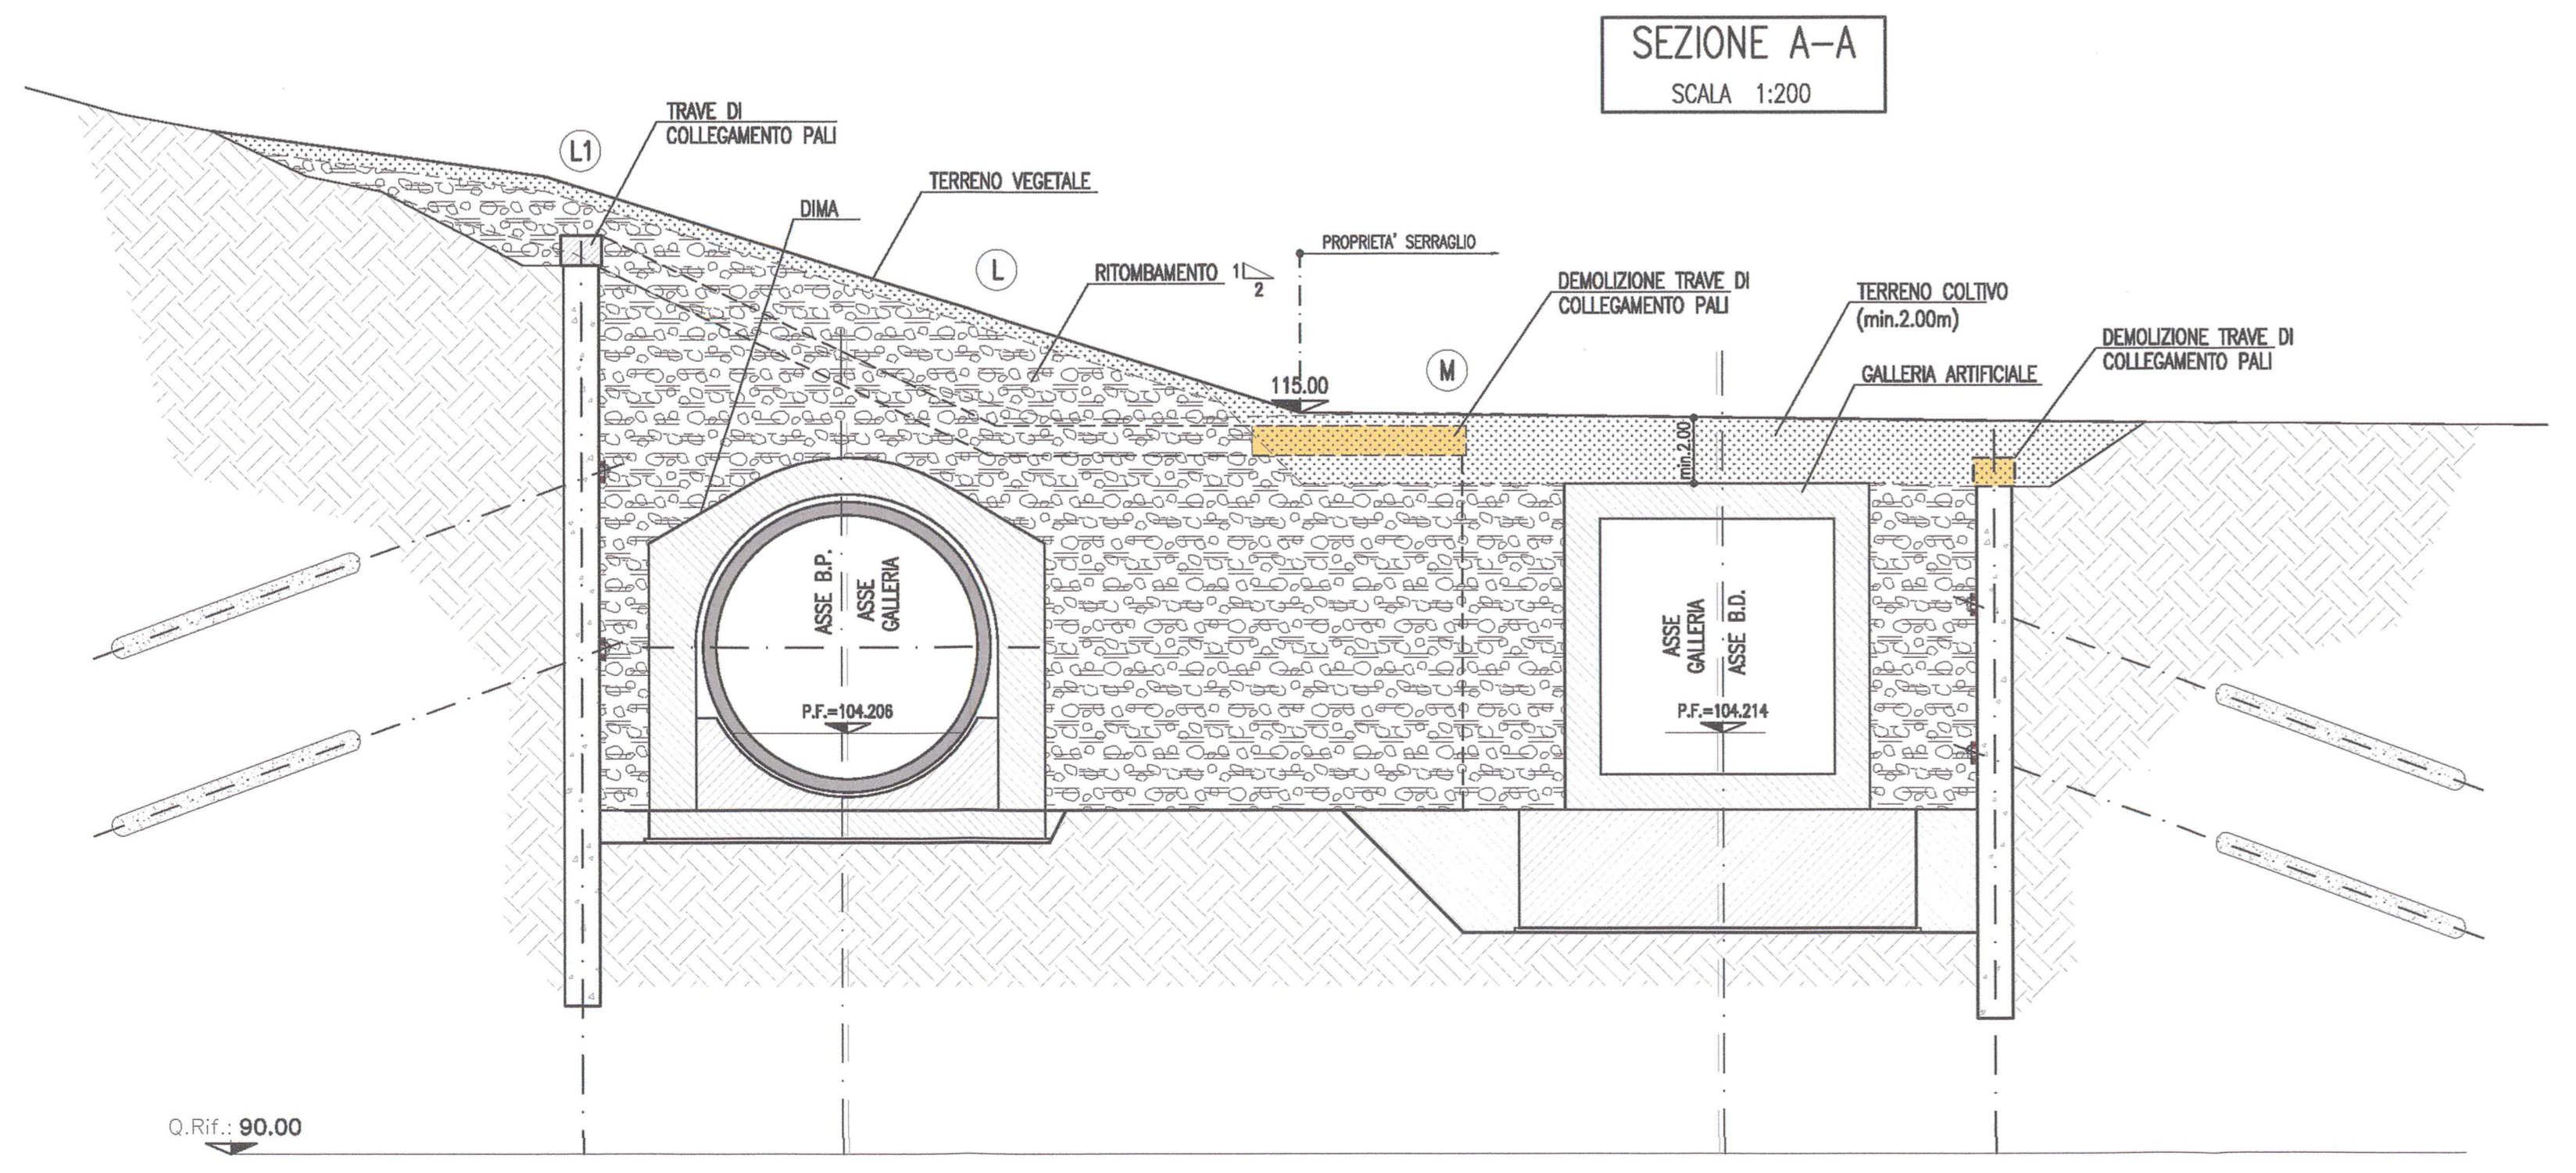 SEZIONE A-A
SCALA 1:200
TRAVE DI
COLLEGAMENTO PALI
L1
TERRENO VEGETALE
DIMA
L
RITOMBAMENTO
1
2
PROPRIETA' SERRAGLIO
DEMOLIZIONE TRAVE DI
COLLEGAMENTO PALI
TERRENO COLTIVO
(min.2.00m)
DEMOLIZIONE TRAVE DI
COLLEGAMENTO PALI
GALLERIA ARTIFICIALE
M
115.00
min.2.00
ASSE B.P.
ASSE
GALLERIA
P.F.=104.206
ASSE
GALLERIA
ASSE B.D.
P.F.=104.214
Q.Rif.: 90.00